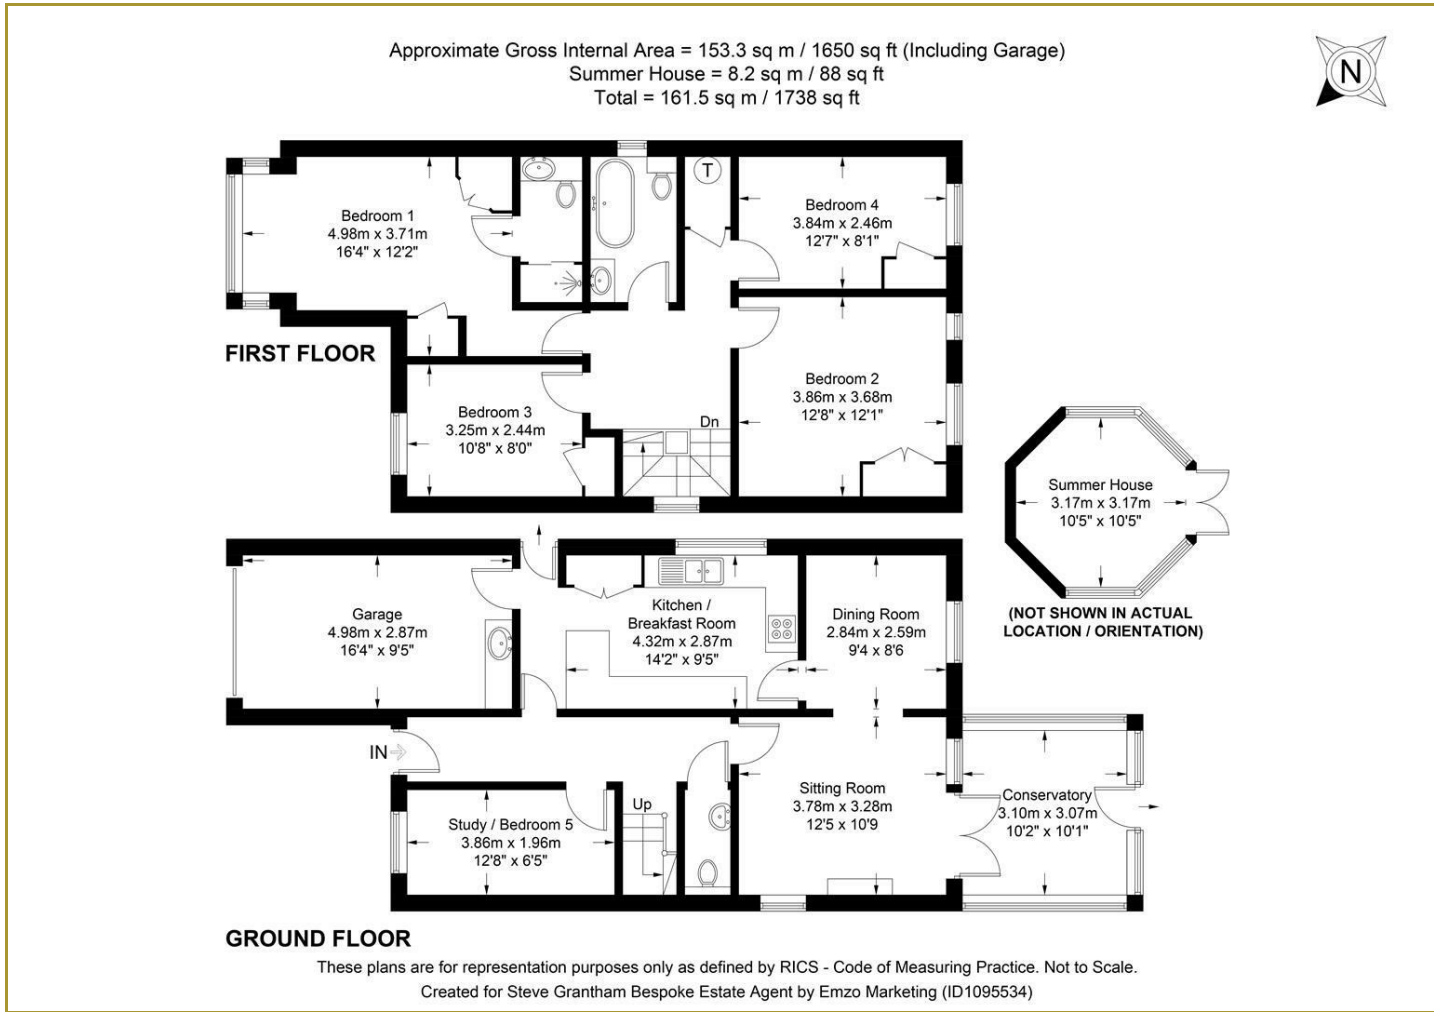 Approximate Gross Internal Area = 153.3 sq m / 1650 sq ft (Including Garage)
Summer House = 8.2 sq m / 88 sq ft
Total = 161.5 sq m / 1738 sq ft
N
Bedroom 1
4.98m x 3.71m
16'4" x 12'2"
T
Bedroom 4
3.84m x 2.46m
12'7" x 8'1"
FIRST FLOOR
Bedroom 3
3.25m x 2.44m
10'8" x 8'0"
Dn
Bedroom 2
3.86m x 3.68m
12'8" x 12'1"
Summer House
3.17m x 3.17m
10'5" x 10'5"
(NOT SHOWN IN ACTUAL
LOCATION / ORIENTATION)
Garage
4.98m x 2.87m
16'4" x 9'5"
Kitchen /
Breakfast Room
4.32m x 2.87m
14'2" x 9'5"
Dining Room
2.84m x 2.59m
9'4 x 8'6
IN
Study / Bedroom 5
3.86m x 1.96m
12'8" x 6'5"
Up
Sitting Room
3.78m x 3.28m
12'5 x 10'9
Conservatory
3.10m x 3.07m
10'2" x 10'1"
GROUND FLOOR
These plans are for representation purposes only as defined by RICS - Code of Measuring Practice. Not to Scale.
Created for Steve Grantham Bespoke Estate Agent by Emzo Marketing (ID1095534)